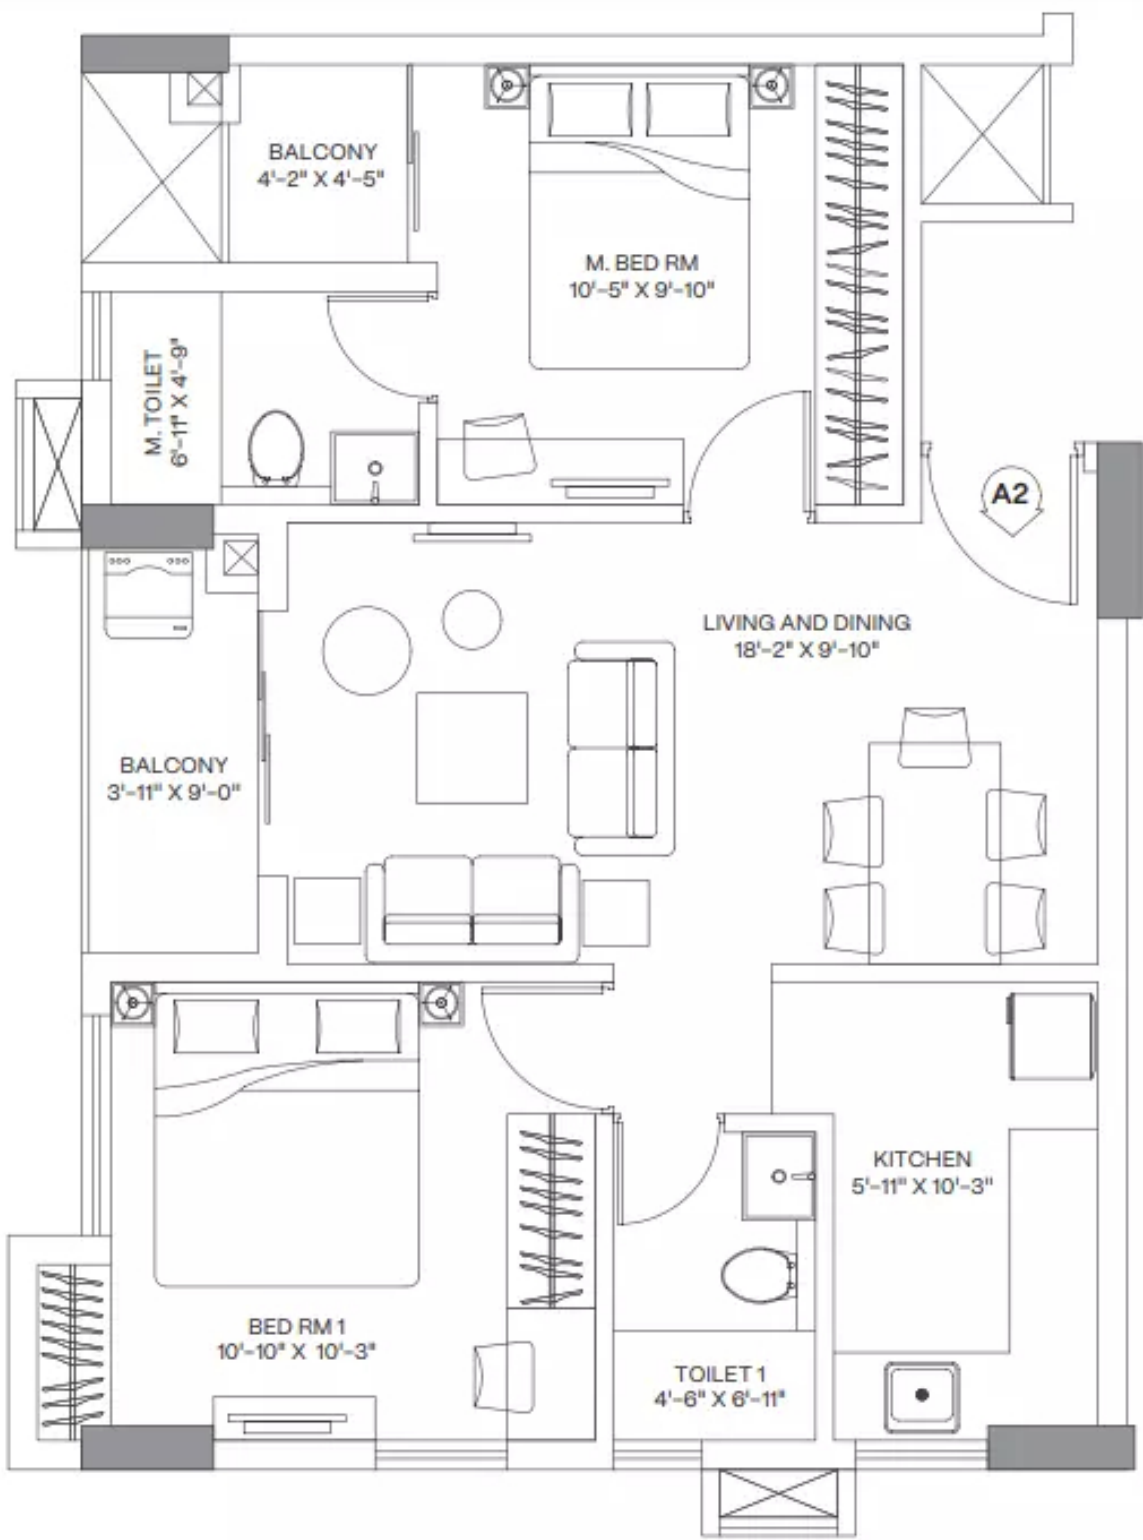 BALCONY
4'-2" X 4'-5"
M. BED RM
10'-5" X 9'-10"
M. TOILET
6'-11" X 4'-9"
A2
LIVING AND DINING
18'-2" X 9'-10"
BALCONY
3'-11" X 9'-0"
KITCHEN
5'-11" X 10'-3"
BED RM 1
10'-10" X 10'-3"
TOILET 1
4'-6" X 6'-11"